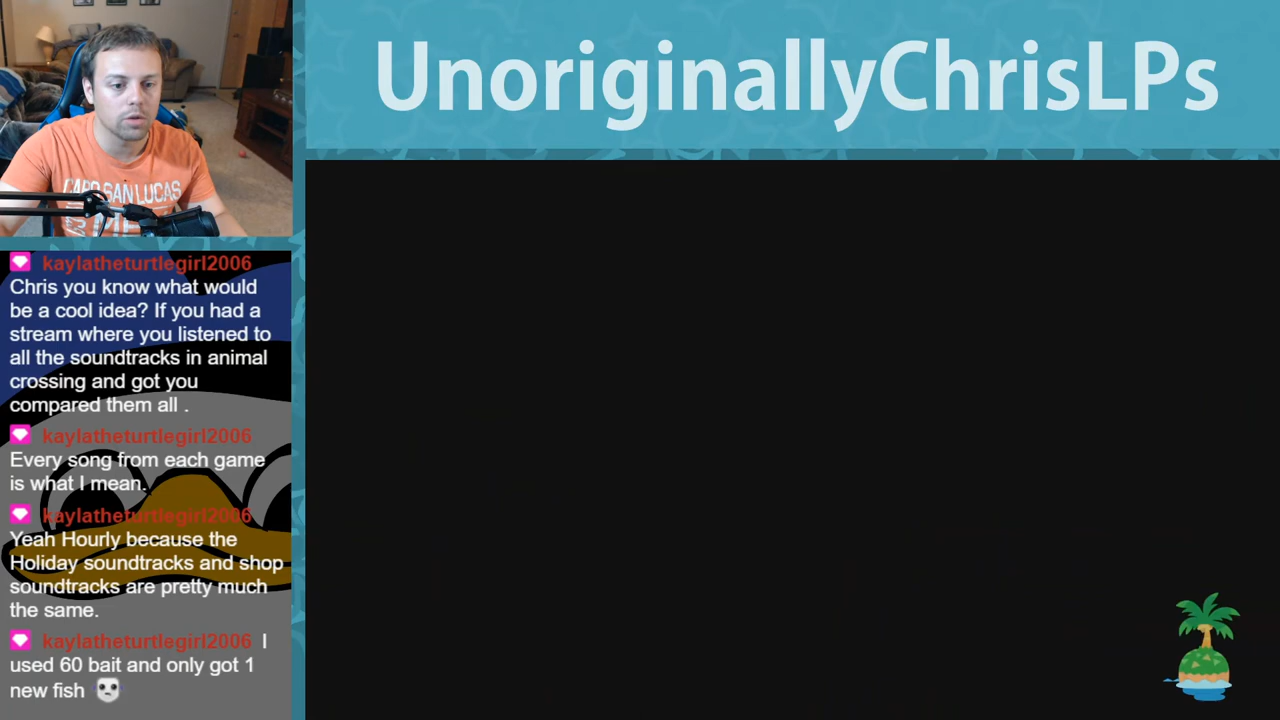 UnoriginallyChrisLPs
CABO SAN LUCAS
kaylatheturtlegirl2006
Chris you know what would
be a cool idea? If you had a
stream where you listened to
all the soundtracks in animal
crossing and got you
compared them all .
kaylatheturtlegirl2006
Every song from each game
is what I mean.
kaylatheturtlegirl2006
Yeah Hourly because the
Holiday soundtracks and shop
soundtracks are pretty much
the same.
kaylatheturtlegirl2006 I
used 60 bait and only got 1
new fish